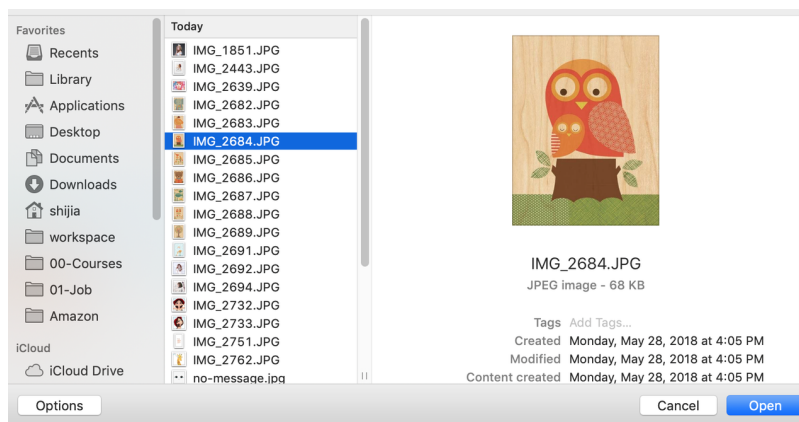 Favorites
Recents
Library
Applications
Desktop
Documents
Downloads
shijia
workspace
00-Courses
01-Job
Amazon
iCloud
iCloud Drive
Today
IMG_1851.JPG
IMG_2443.JPG
IMG_2639.JPG
IMG_2682.JPG
IMG_2683.JPG
IMG_2684.JPG
IMG_2685.JPG
IMG_2686.JPG
IMG_2687.JPG
IMG_2688.JPG
IMG_2689.JPG
IMG_2691.JPG
IMG_2692.JPG
IMG_2694.JPG
IMG_2732.JPG
IMG_2733.JPG
IMG_2751.JPG
IMG_2762.JPG
no-message.jpg
IMG_2684.JPG
JPEG image - 68 KB
Tags Add Tags...
Created Monday, May 28, 2018 at 4:05 PM
Modified Monday, May 28, 2018 at 4:05 PM
Content created Monday, May 28, 2018 at 4:05 PM
Options
Cancel
Open